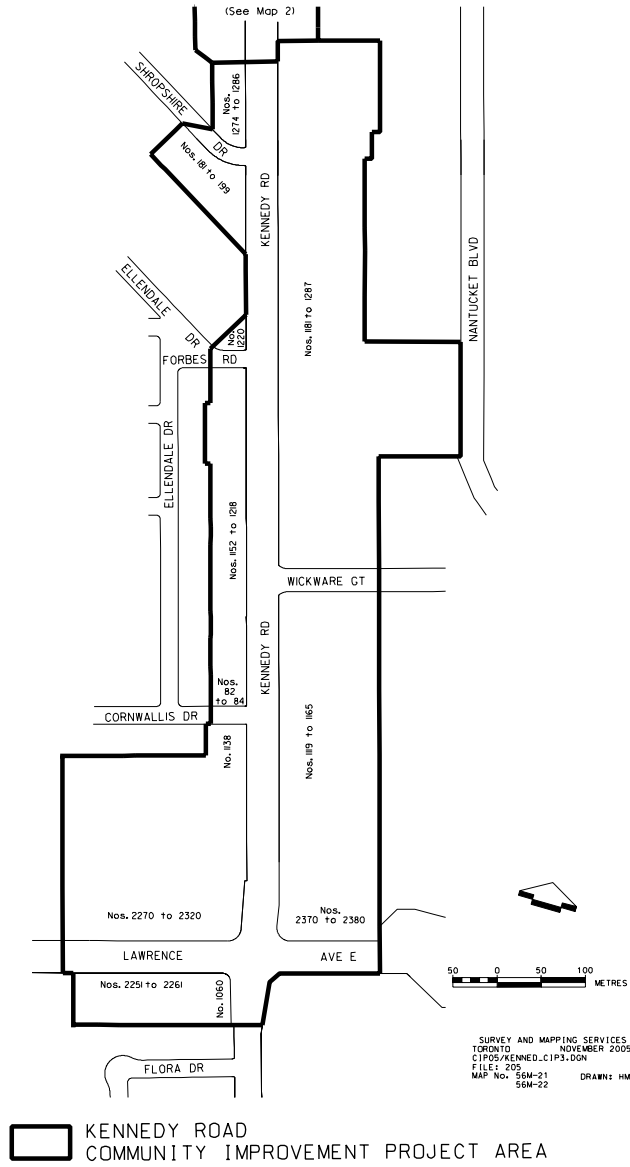 (See Map 2)
SHROPSHIRE
DR
Nos.
1274 to 1286
Nos. 181 to 199
KENNEDY RD
NANTUCKET BLVD
ELLENDALE
DR
No.
1220
Nos. 1181 to 1287
FORBES RD
ELLENDALE DR
Nos. 1152 to 1218
WICKWARE GT
KENNEDY RD
Nos.
82
to 84
CORNWALLIS DR
No. 1138
Nos. 1119 to 1165
Nos. 2270 to 2320
Nos.
2370 to 2380
LAWRENCE AVE E
Nos. 2251 to 2261
No. 1060
FLORA DR
50 0 50 100
METRES
SURVEY AND MAPPING SERVICES
TORONTO NOVEMBER 2005
CIP05/KENNED_CIP3.DGN
FILE: 205
MAP No. 56M-21 DRAWN: HM
56M-22
KENNEDY ROAD
COMMUNITY IMPROVEMENT PROJECT AREA